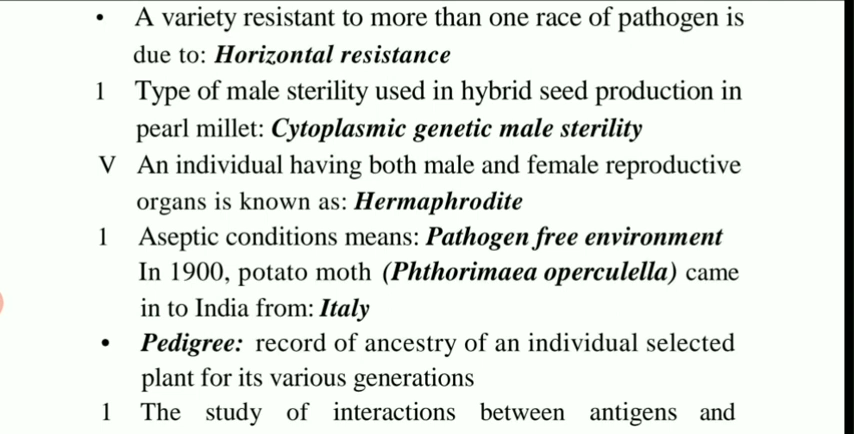 • A variety resistant to more than one race of pathogen is
due to: Horizontal resistance
1 Type of male sterility used in hybrid seed production in
pearl millet: Cytoplasmic genetic male sterility
V An individual having both male and female reproductive
organs is known as: Hermaphrodite
1 Aseptic conditions means: Pathogen free environment
In 1900, potato moth (Phthorimaea operculella) came
in to India from: Italy
• Pedigree: record of ancestry of an individual selected
plant for its various generations
1 The study of interactions between antigens and